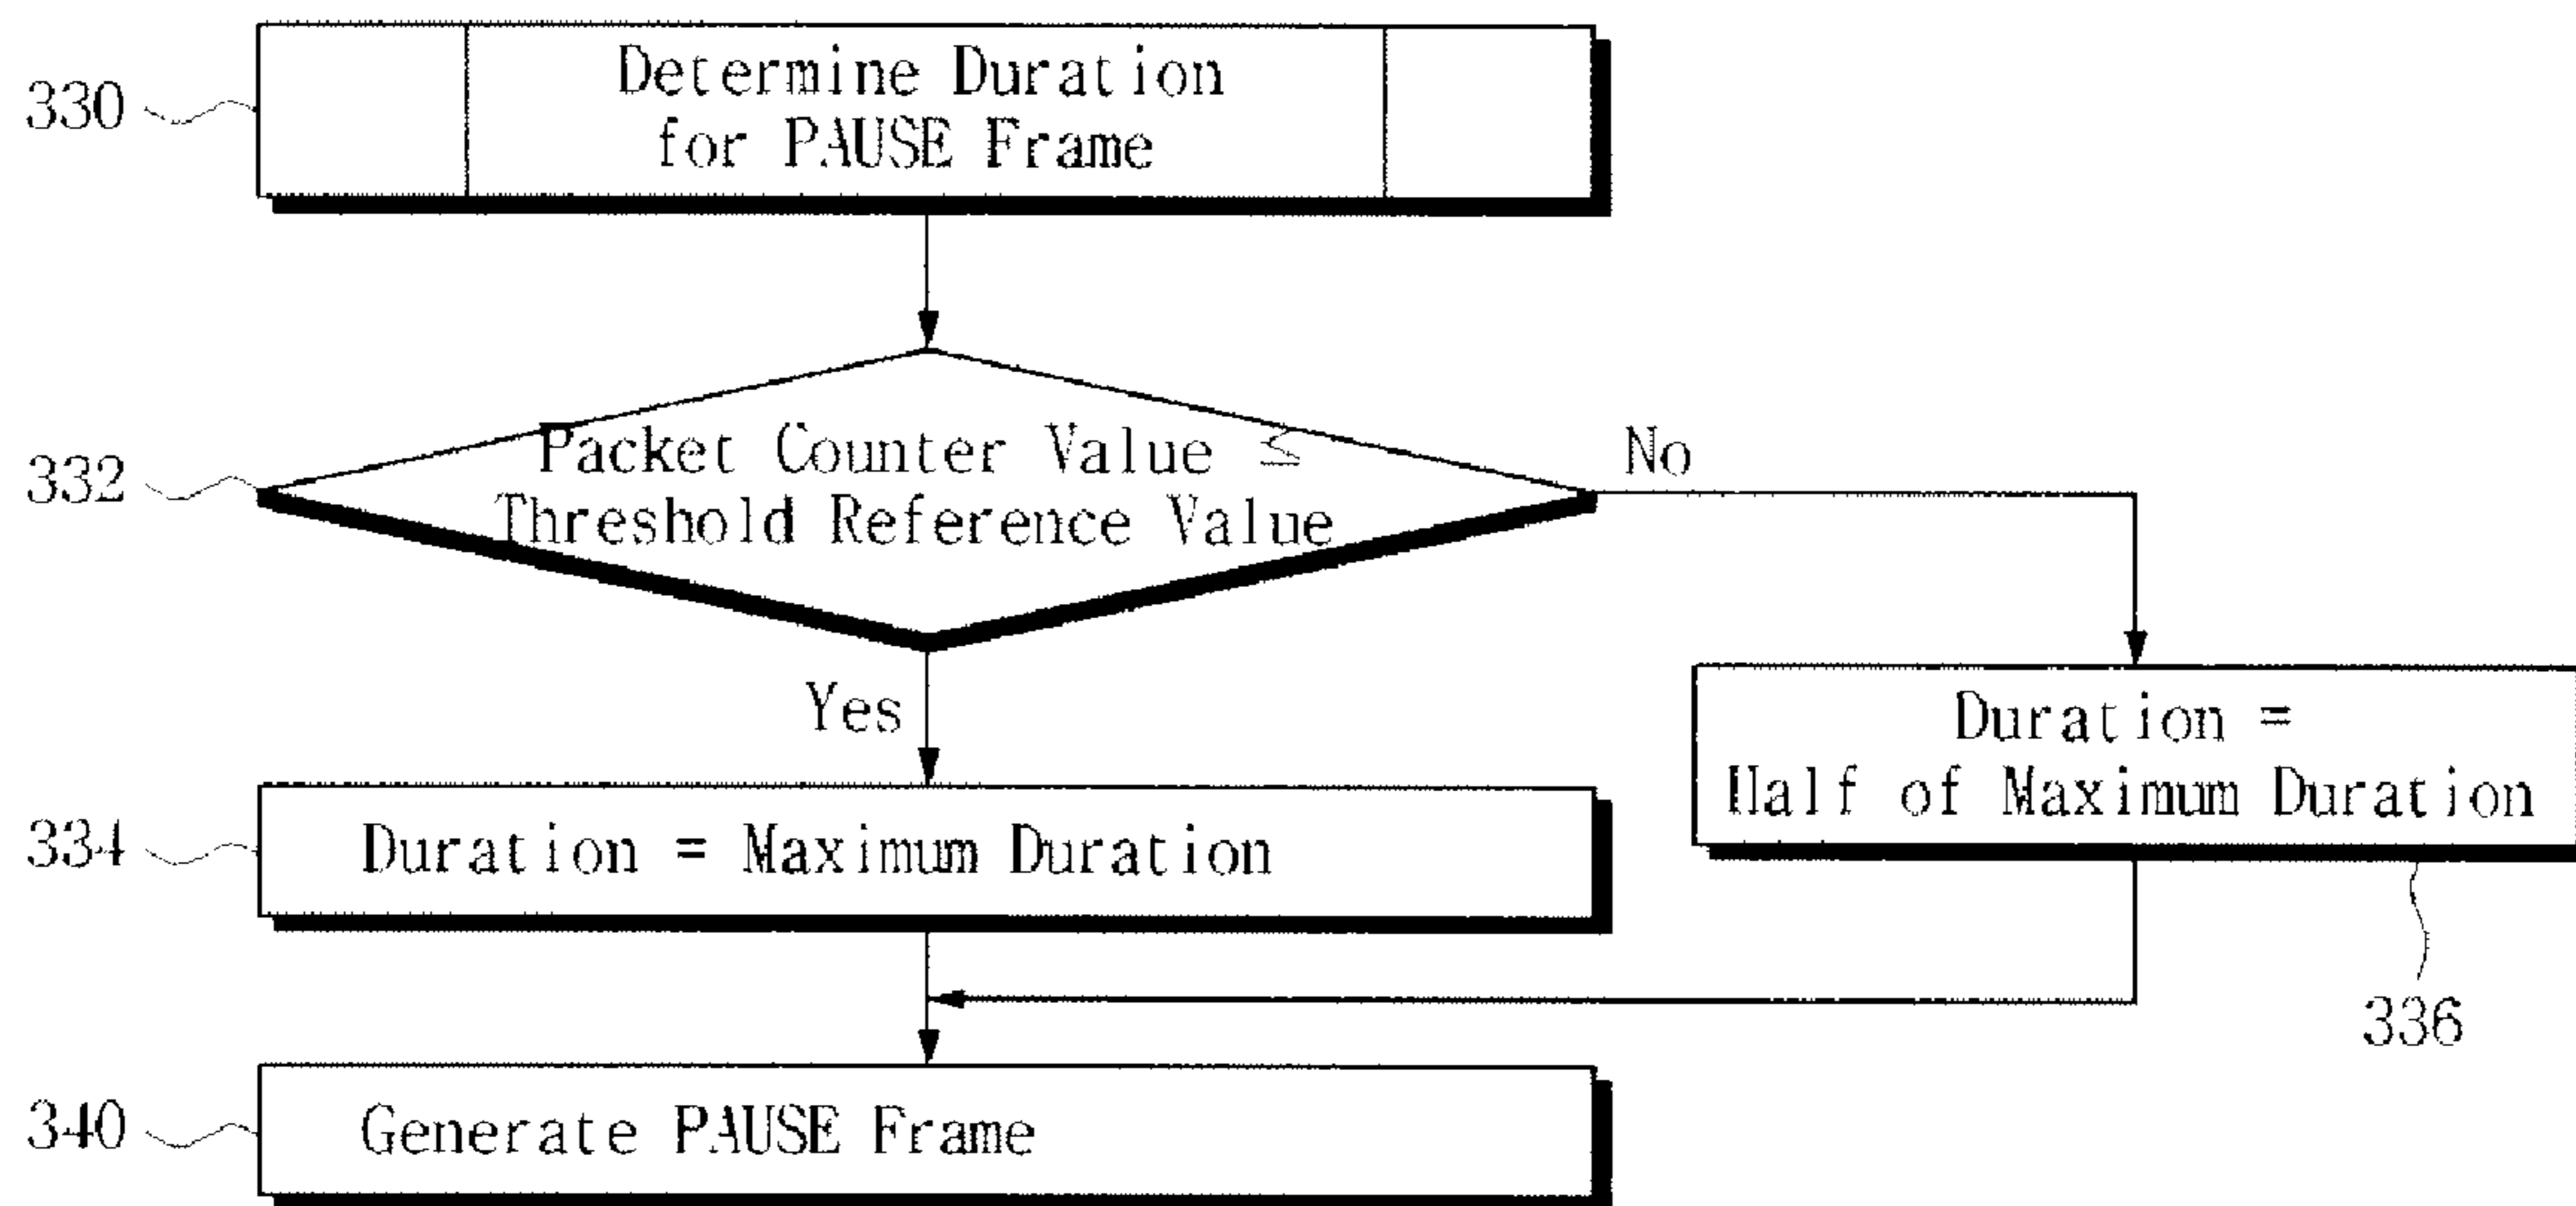 330
Determine Duration
for PAUSE Frame
332
Packet Counter Value ≤
Threshold Reference Value
No
Yes
Duration =
Half of Maximum Duration
334
Duration = Maximum Duration
336
340
Generate PAUSE Frame